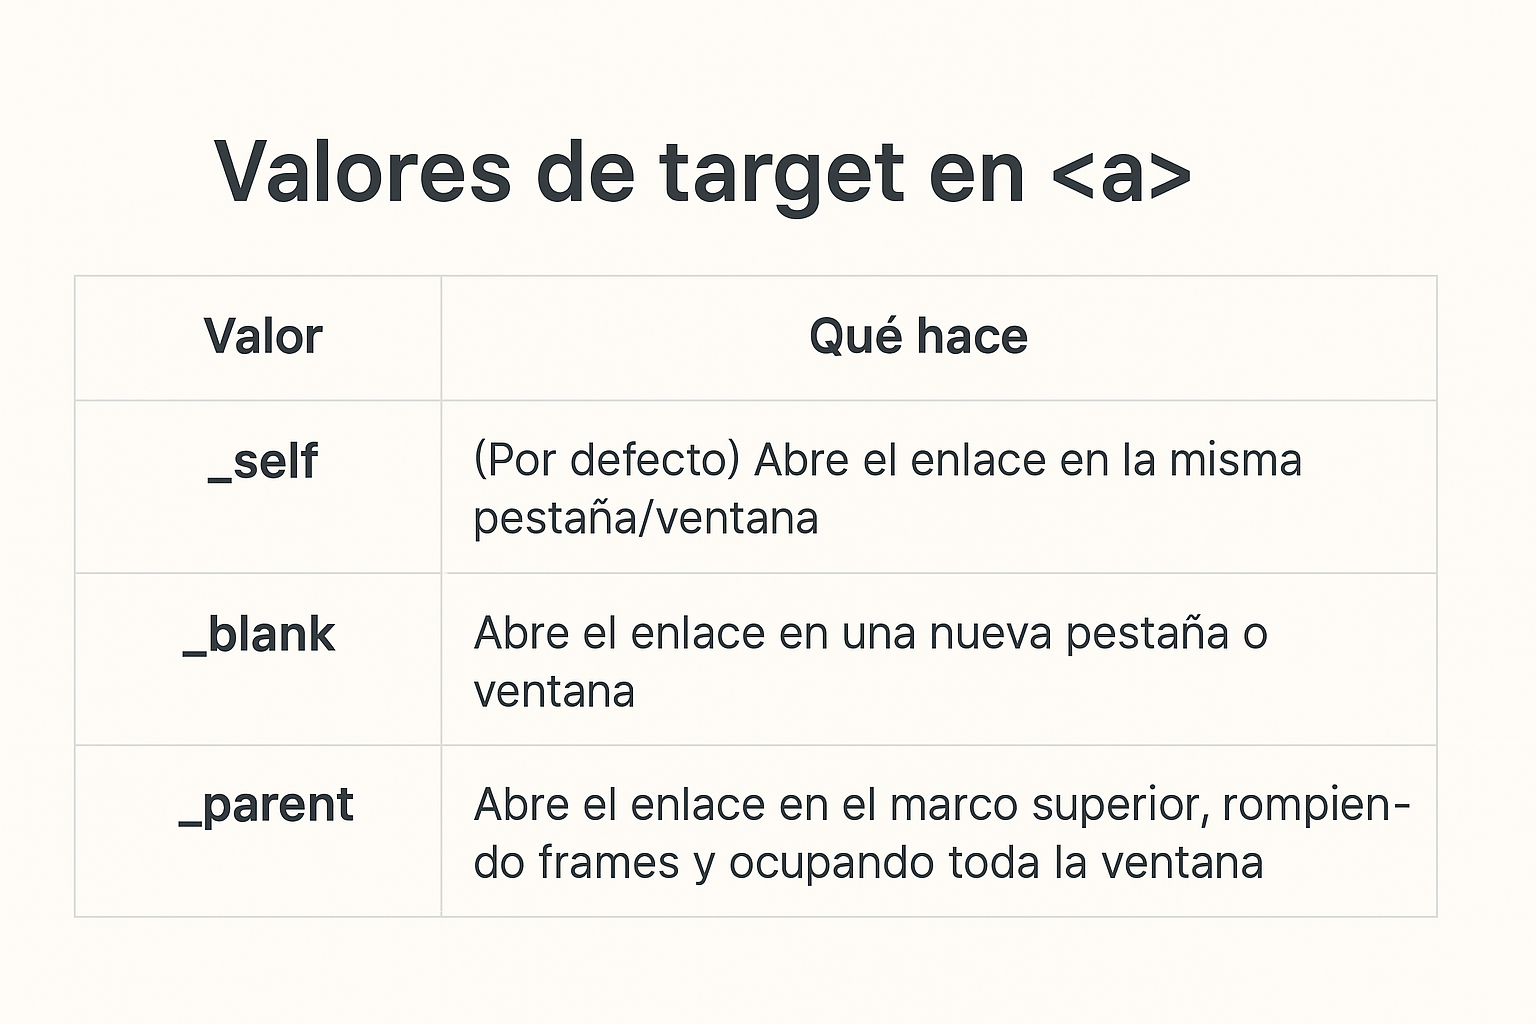 Valores de target en <a>
Valor
Qué hace
_self
(Por defecto) Abre el enlace en la misma
pestaña/ventana
_blank
Abre el enlace en una nueva pestaña o
ventana
_parent
Abre el enlace en el marco superior, rompien-
do frames y ocupando toda la ventana